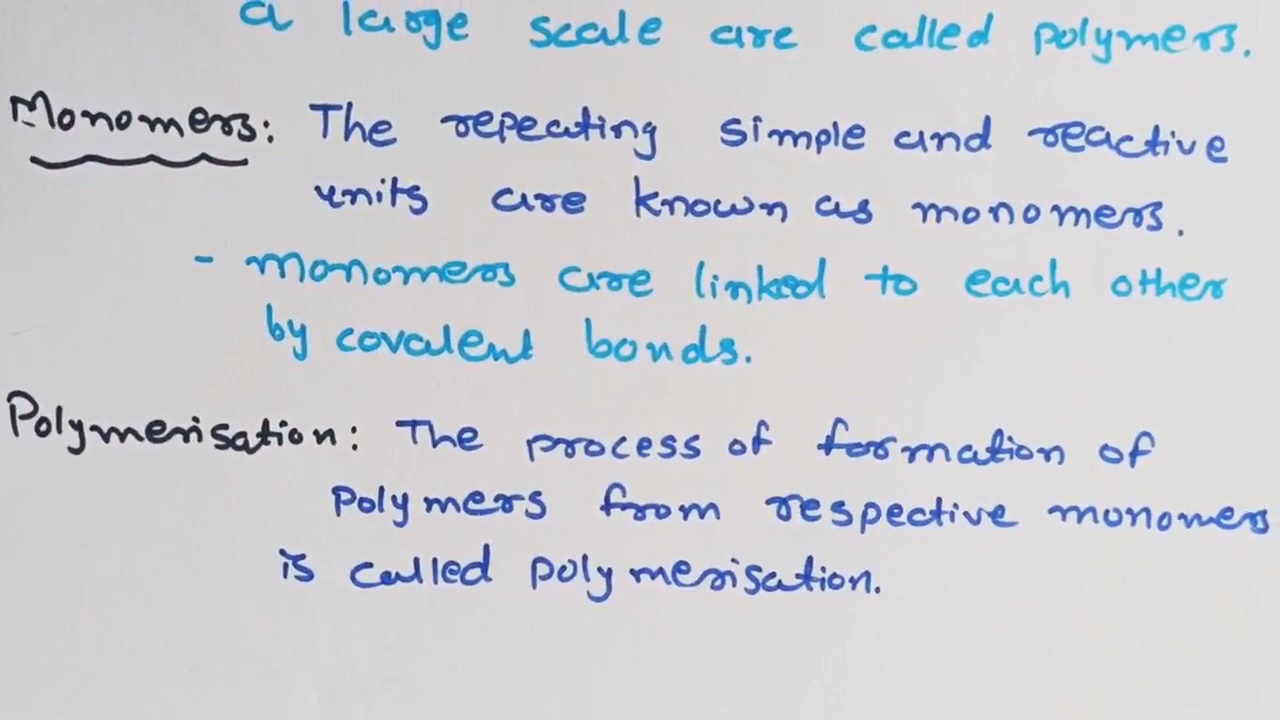 a large scale are called polymers.
Monomers: The repeating simple and reactive
units are known as monomers.
- monomers are linked to each other
by covalent bonds.
Polymerisation: The process of formation of
Polymers from respective monomers
is called polymerisation.